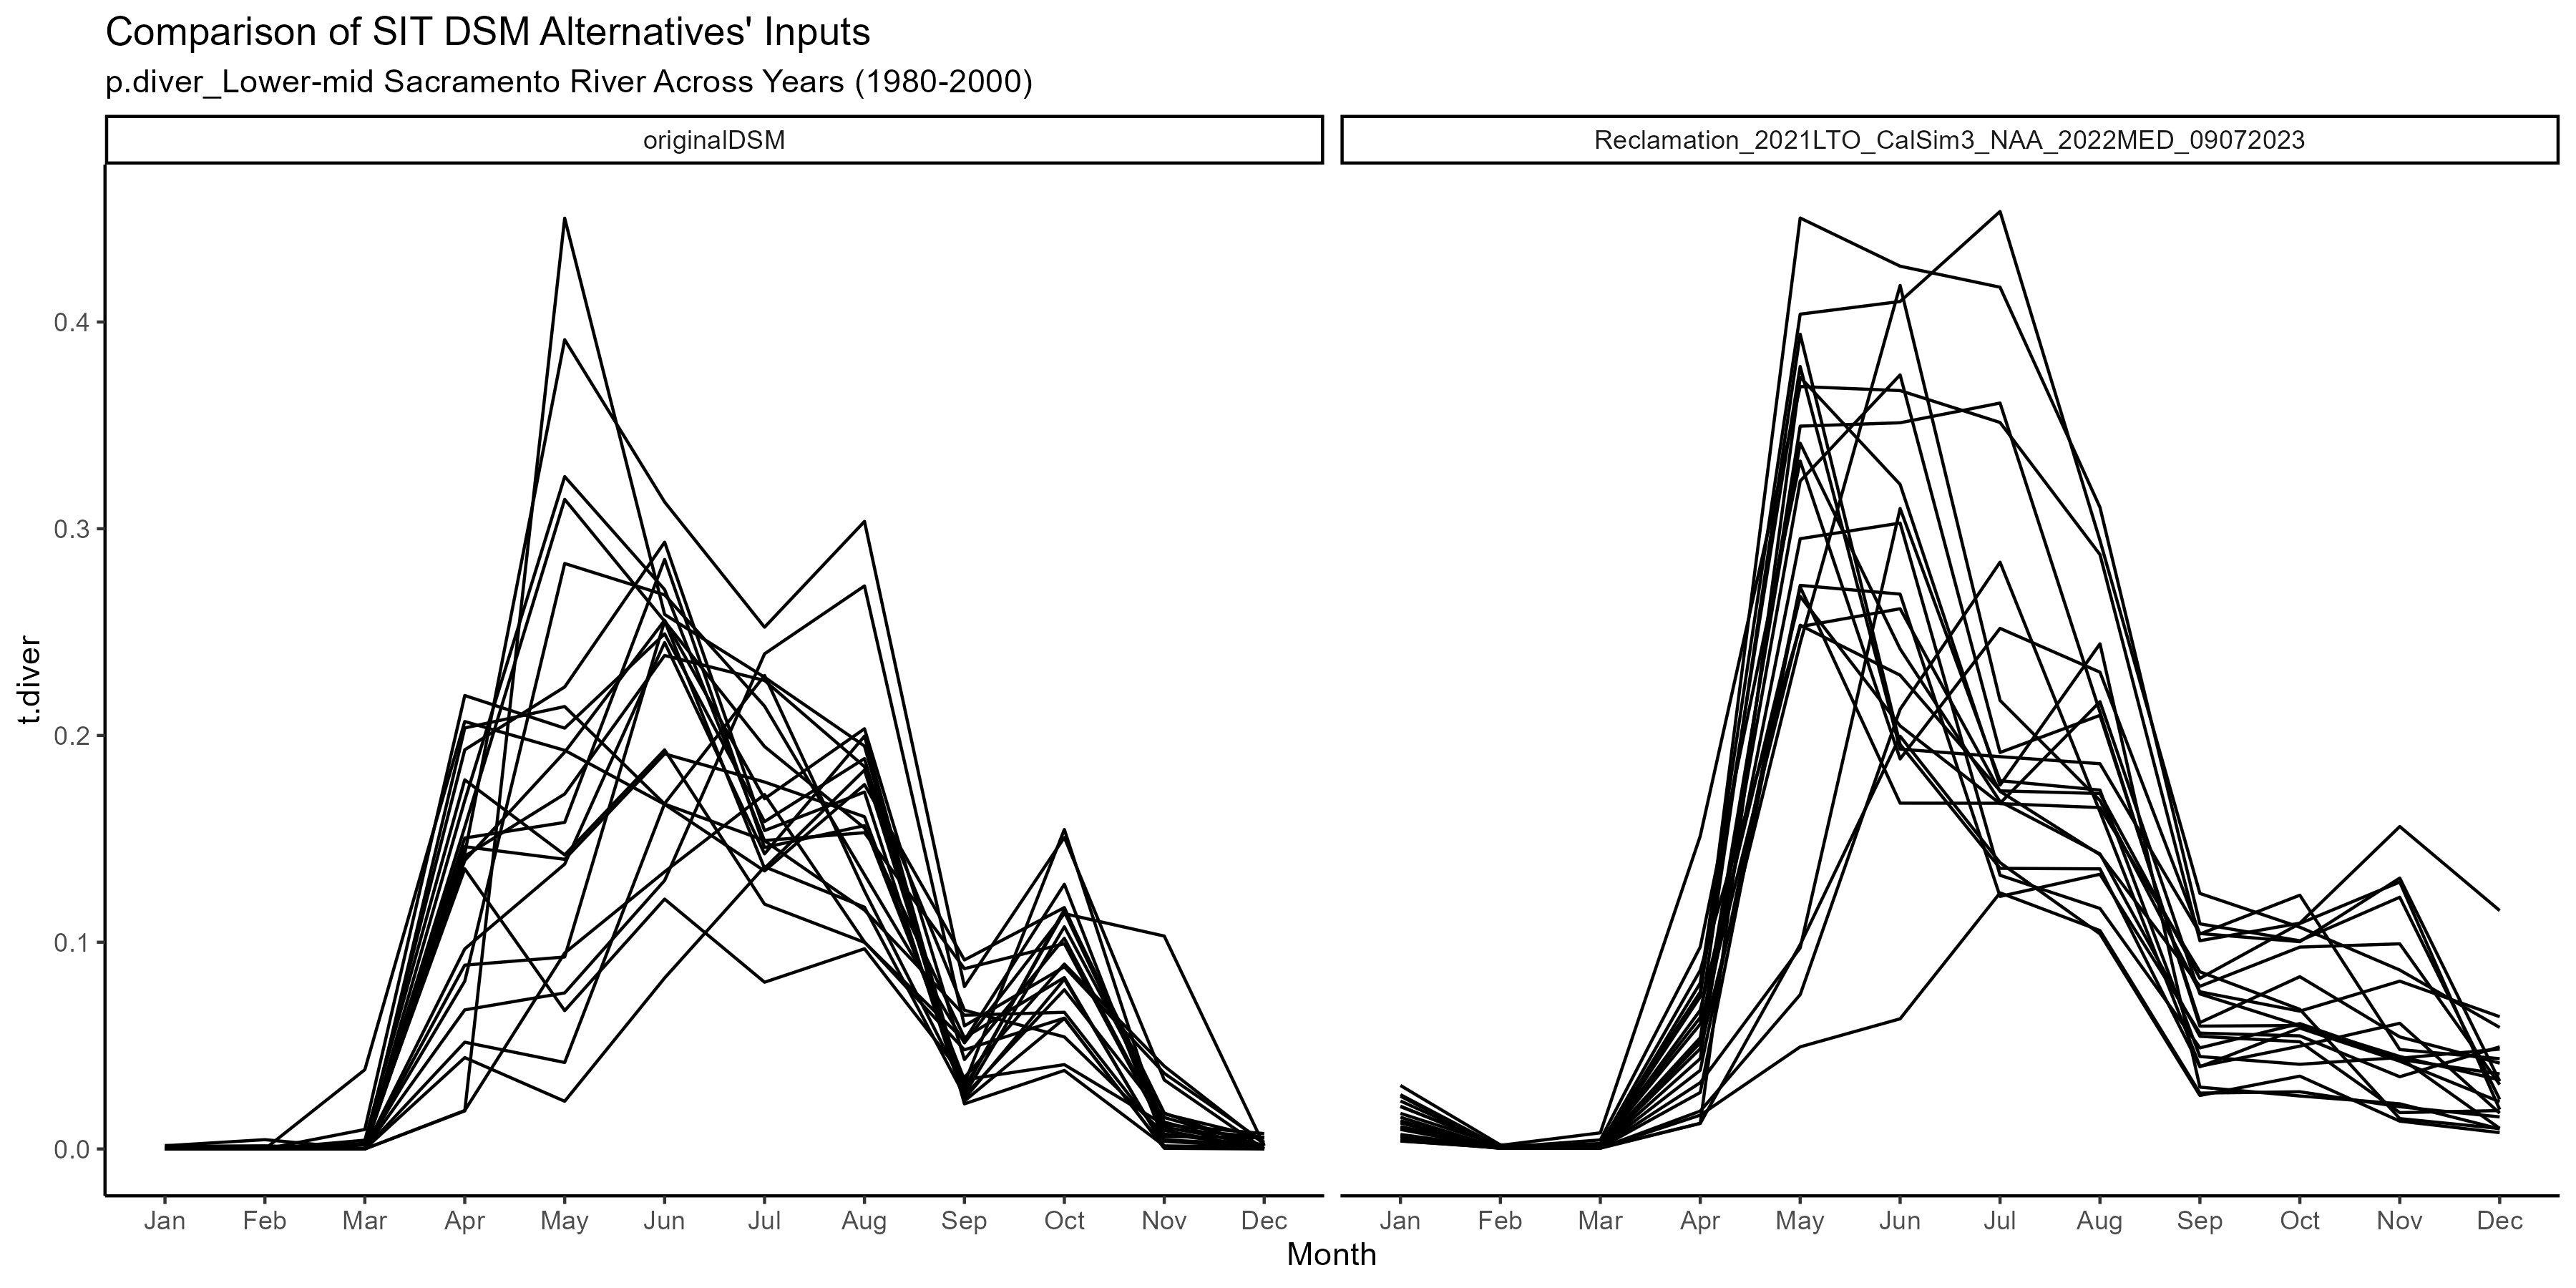 Comparison of SIT DSM Alternatives' Inputs
p.diver_Lower-mid Sacramento River Across Years (1980-2000)
originalDSM
Reclamation_2021LTO_CalSim3_NAA_2022MED_09072023
t.diver
0.4
0.3
0.2
0.1
0.0
Jan Feb Mar Apr May Jun Jul Aug Sep Oct Nov Dec
Jan Feb Mar Apr May Jun Jul Aug Sep Oct Nov Dec
Month